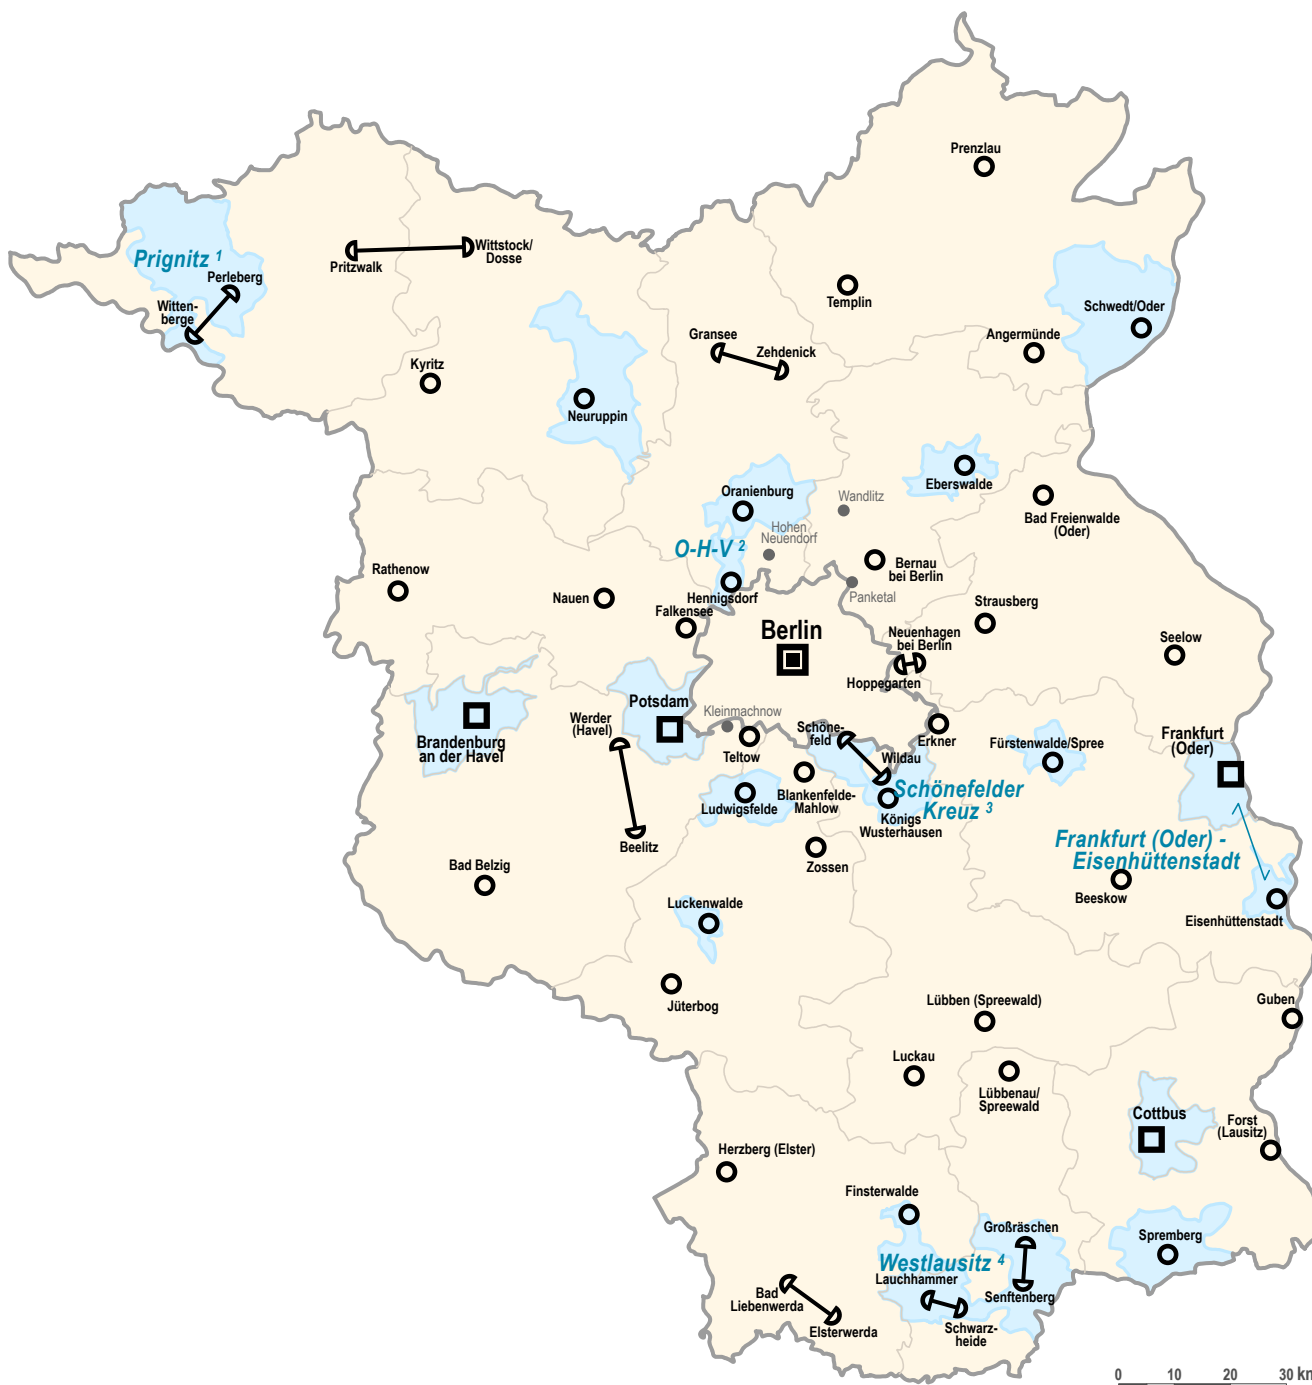 Prenzlau
Prignitz ¹
Perleberg
Witten-
berge
Pritzwalk
Wittstock/
Dosse
Templin
Schwedt/Oder
Angermünde
Gransee
Zehdenick
Kyritz
Neuruppin
Eberswalde
Oranienburg
Wandlitz
Bad Freienwalde
(Oder)
Hohen
Neuendorf
O-H-V ²
Bernau
bei Berlin
Rathenow
Nauen
Hennigsdorf
Panketal
Falkensee
Strausberg
Berlin
Neuenhagen
bei Berlin
Seelow
Hoppegarten
Potsdam
Kleinmachnow
Werder
(Havel)
Schöne-
feld
Erkner
Brandenburg
an der Havel
Teltow
Wildau
Fürstenwalde/Spree
Frankfurt
(Oder)
Schönefelder
Kreuz ³
Ludwigsfelde
Blankenfelde-
Mahlow
Königs
Wusterhausen
Beelitz
Zossen
Frankfurt (Oder) -
Eisenhüttenstadt
Bad Belzig
Beeskow
Luckenwalde
Eisenhüttenstadt
Jüterbog
Lübben (Spreewald)
Guben
Luckau
Lübbenau/
Spreewald
Cottbus
Forst
(Lausitz)
Herzberg (Elster)
Finsterwalde
Großräschen
Spremberg
Westlausitz ⁴
Lauchhammer
Bad
Liebenwerda
Senftenberg
Elsterwerda
Schwarz-
heide
0 10 20 30 km